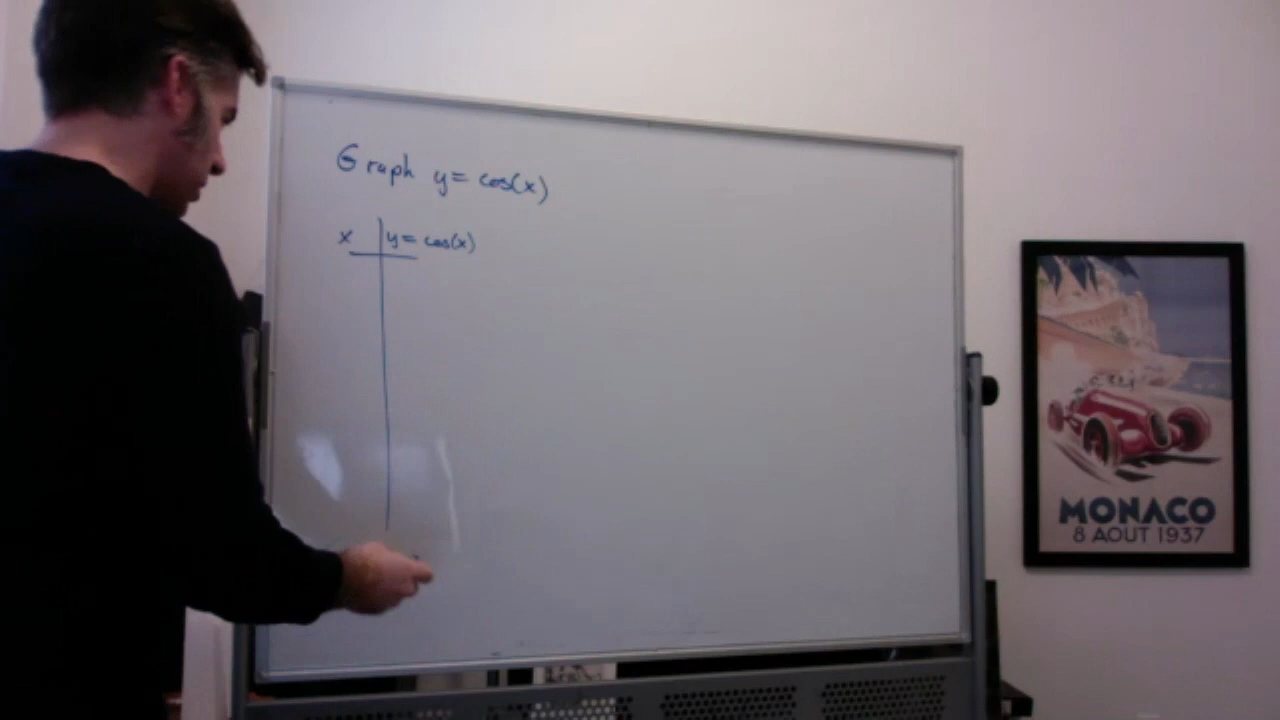 Graph y = cos(x)
x | y = cos(x)
MONACO
8 AOUT 1937